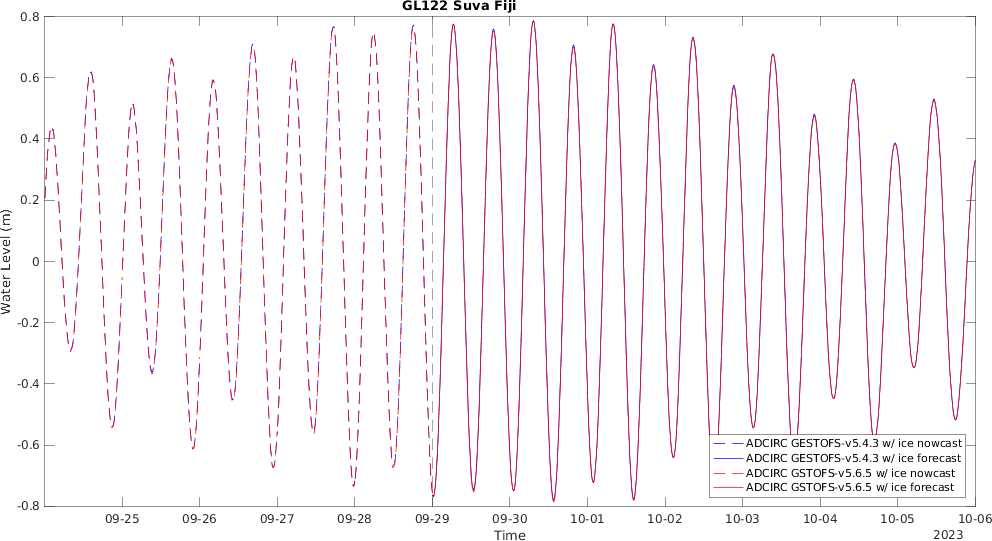 GL122 Suva Fiji
0.8
0.6
0.4
0.2
0
-0.2
-0.4
-0.6
-0.8
Water Level (m)
ADCIRC GESTOFS-v5.4.3 w/ ice nowcast
ADCIRC GESTOFS-v5.4.3 w/ ice forecast
ADCIRC GSTOFS-v5.6.5 w/ ice nowcast
ADCIRC GSTOFS-v5.6.5 w/ ice forecast
09-25 09-26 09-27 09-28 09-29 09-30 10-01 10-02 10-03 10-04 10-05 10-06
Time
2023